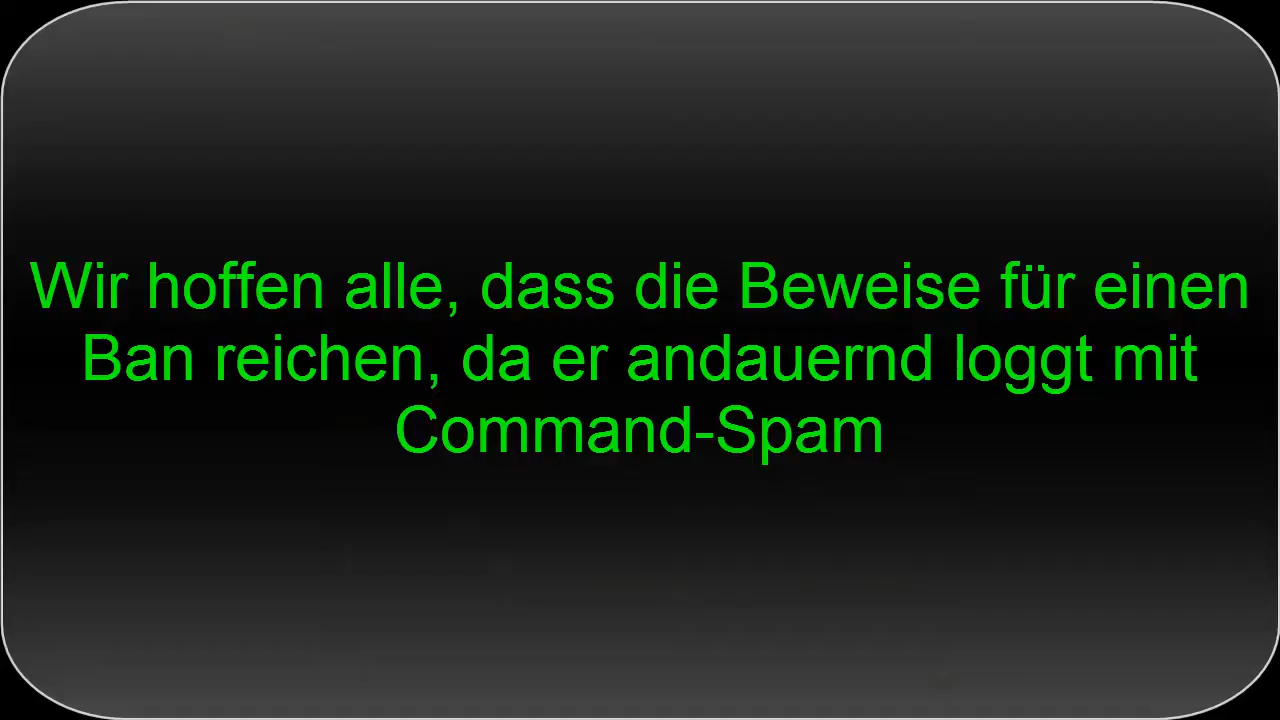 Wir hoffen alle, dass die Beweise für einen
Ban reichen, da er andauernd loggt mit
Command-Spam